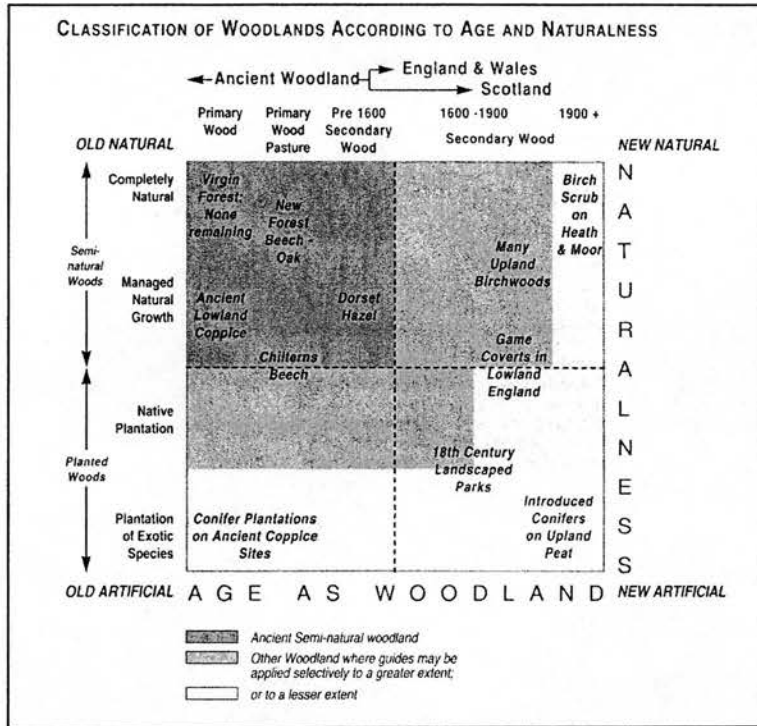 CLASSIFICATION OF WOODLANDS ACCORDING TO AGE AND NATURALNESS
Ancient Woodland
England & Wales
Scotland
Primary
Wood
Primary
Wood
Pasture
Pre 1600
Secondary
Wood
1600 -1900
1900 +
Secondary Wood
OLD NATURAL
NEW NATURAL
Completely
Natural
Semi-
natural
Woods
Managed
Natural
Growth
Native
Plantation
Planted
Woods
Plantation
of Exotic
Species
Virgin
Forest:
None
remaining
New
Forest
Beech -
Oak
Birch
Scrub
on
Heath
& Moor
Many
Upland
Birchwoods
Ancient
Lowland
Coppice
Dorset
Hazel
Chilterns
Beech
Game
Coverts in
Lowland
England
18th Century
Landscaped
Parks
Conifer Plantations
on Ancient Coppice
Sites
Introduced
Conifers
on Upland
Peat
NATURALNESS
OLD ARTIFICIAL
AGE AS WOODLAND
NEW ARTIFICIAL
Ancient Semi-natural woodland
Other Woodland where guides may be
applied selectively to a greater extent;
or to a lesser extent